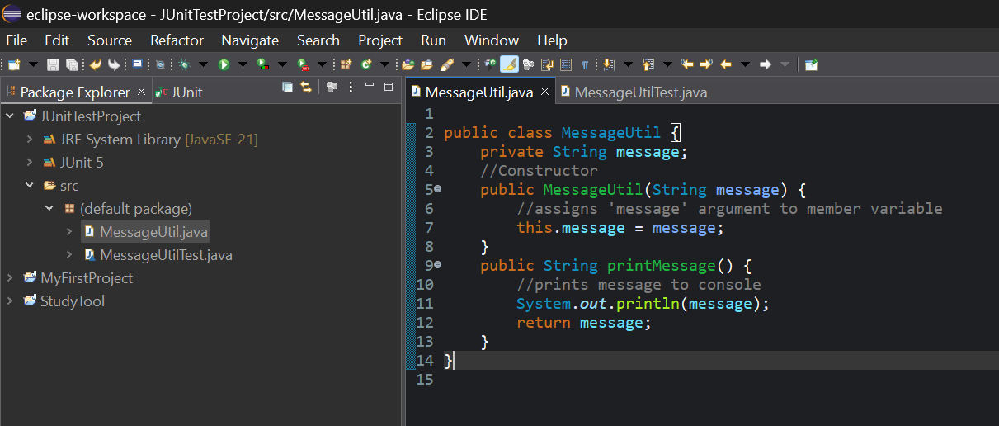 eclipse-workspace - JUnitTestProject/src/MessageUtil.java - Eclipse IDE
File Edit Source Refactor Navigate Search Project Run Window Help
Package Explorer JUnit
JUnitTestProject
JRE System Library [JavaSE-21]
JUnit 5
src
(default package)
MessageUtil.java
MessageUtilTest.java
MyFirstProject
StudyTool
MessageUtil.java MessageUtilTest.java
1
2 public class MessageUtil {
3     private String message;
4     //Constructor
5     public MessageUtil(String message) {
6         //assigns 'message' argument to member variable
7         this.message = message;
8     }
9     public String printMessage() {
10         //prints message to console
11         System.out.println(message);
12         return message;
13     }
14 }
15